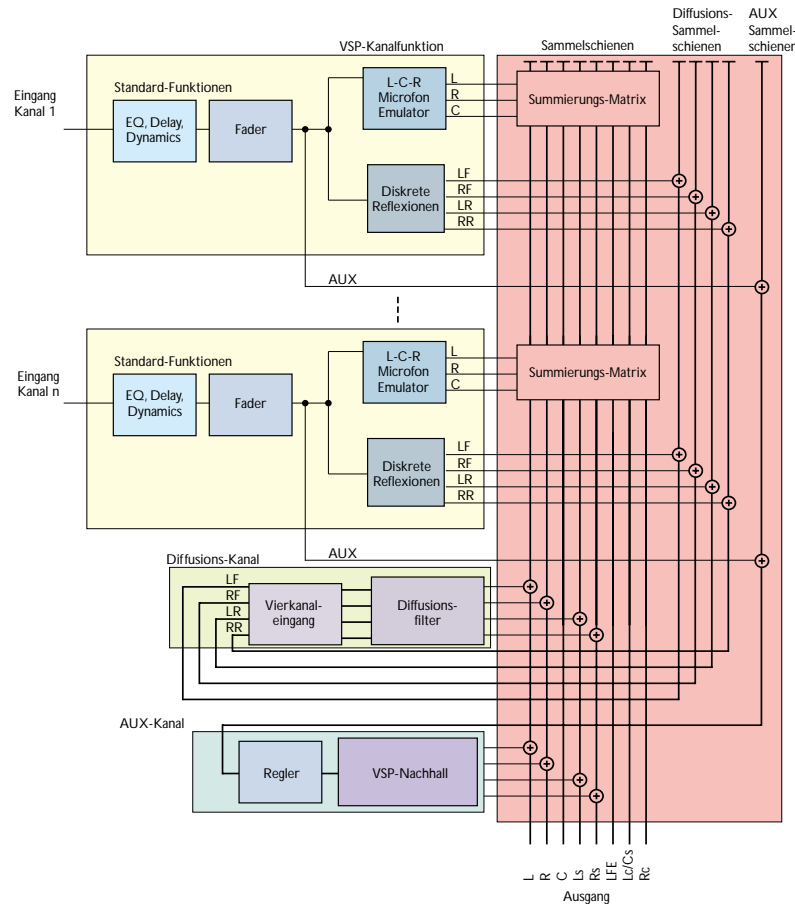 Diffusions-
Sammel-
schienen
AUX
Sammel-
schienen
VSP-Kanalfunktion
Sammelschienen
Standard-Funktionen
Eingang
Kanal 1
EQ, Delay,
Dynamics
Fader
L-C-R
Microfon
Emulator
L
R
C
Summierungs-Matrix
Diskrete
Reflexionen
LF
RF
LR
RR
AUX
Standard-Funktionen
Eingang
Kanal n
EQ, Delay,
Dynamics
Fader
L-C-R
Microfon
Emulator
L
R
C
Summierungs-Matrix
Diskrete
Reflexionen
LF
RF
LR
RR
AUX
Diffusions-Kanal
LF
RF
LR
RR
Vierkanal-
eingang
Diffusions-
filter
AUX-Kanal
Regler
VSP-Nachhall
L
R
C
Ls
Rs
LFE
Lc/Cs
Rc
Ausgang